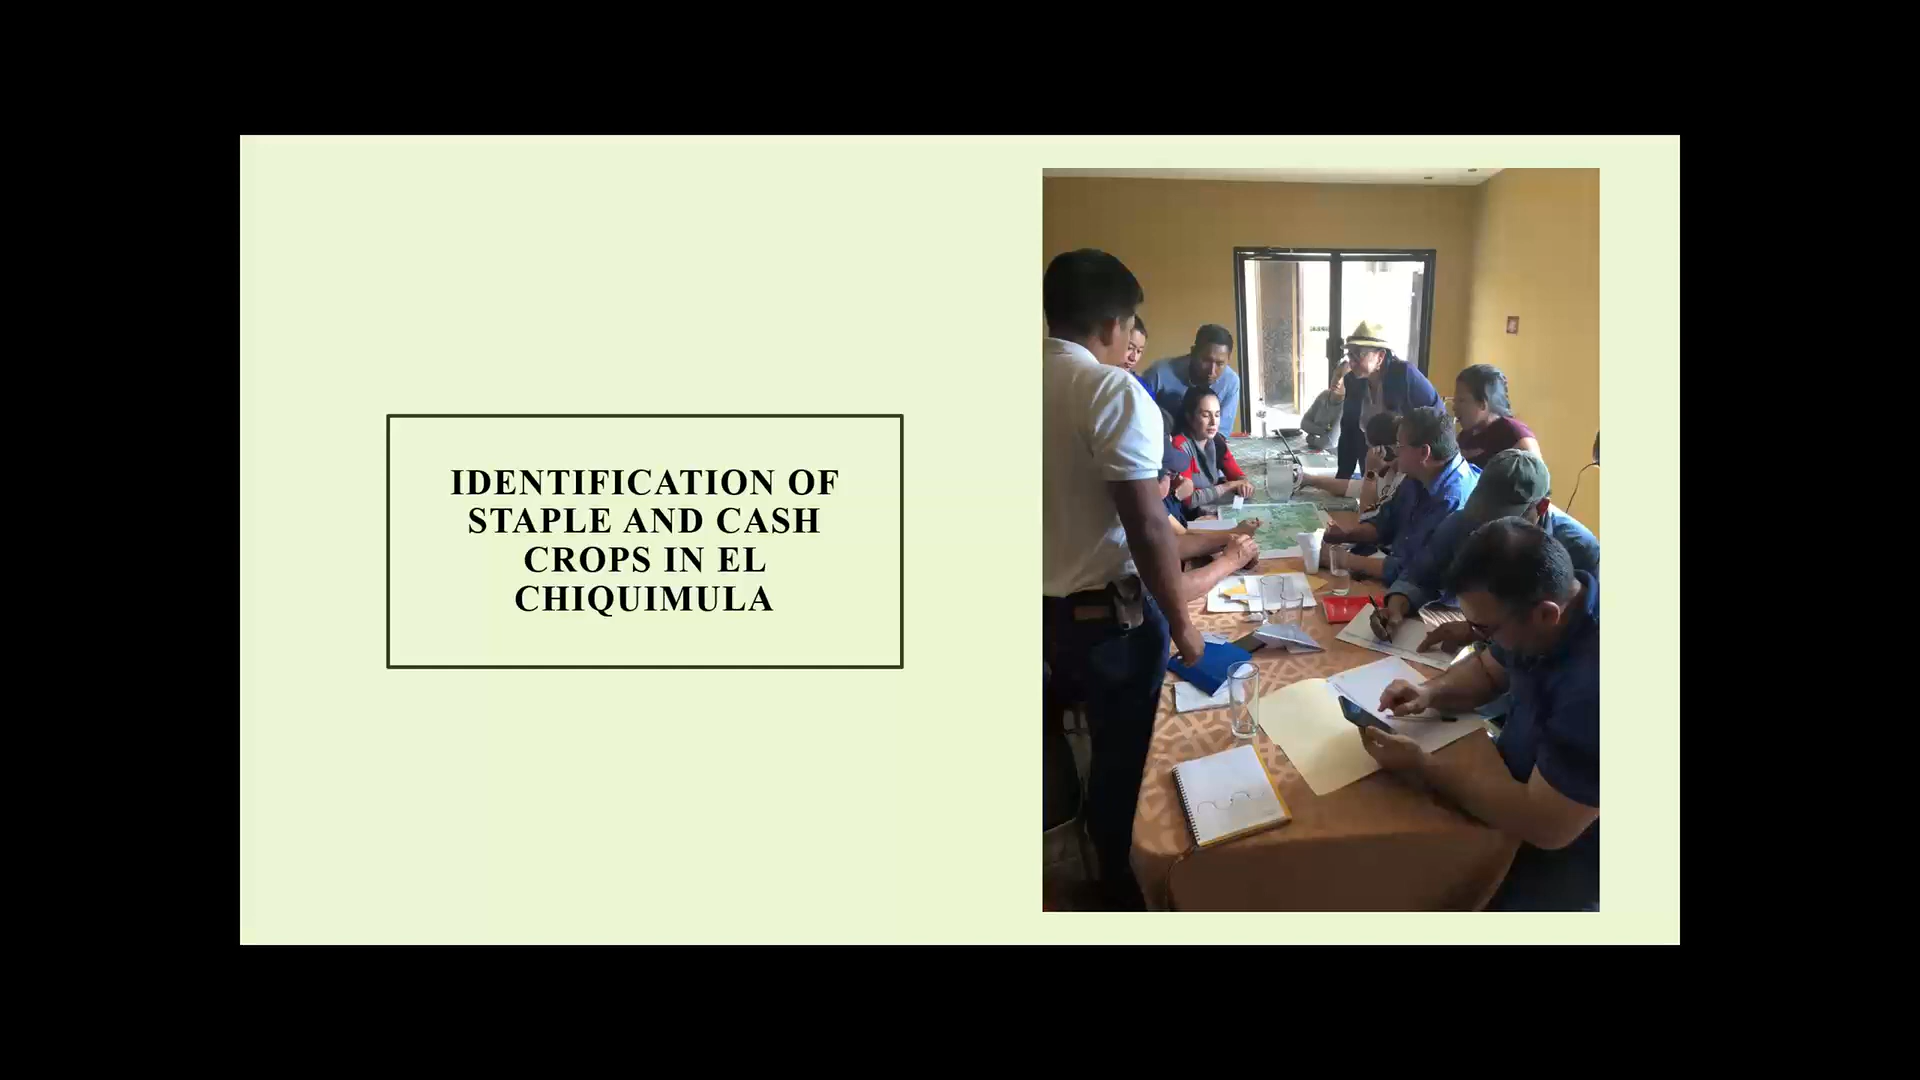 IDENTIFICATION OF
STAPLE AND CASH
CROPS IN EL
CHIQUIMULA